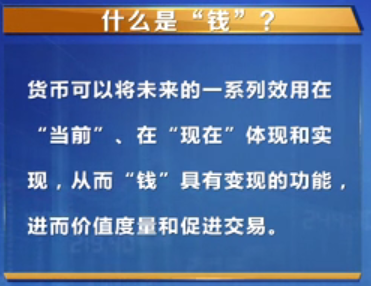 什么是“钱”？
货币可以将未来的一系列效用在
“当前”、在“现在”体现和实
现，从而“钱”具有变现的功能，
进而价值度量和促进交易。